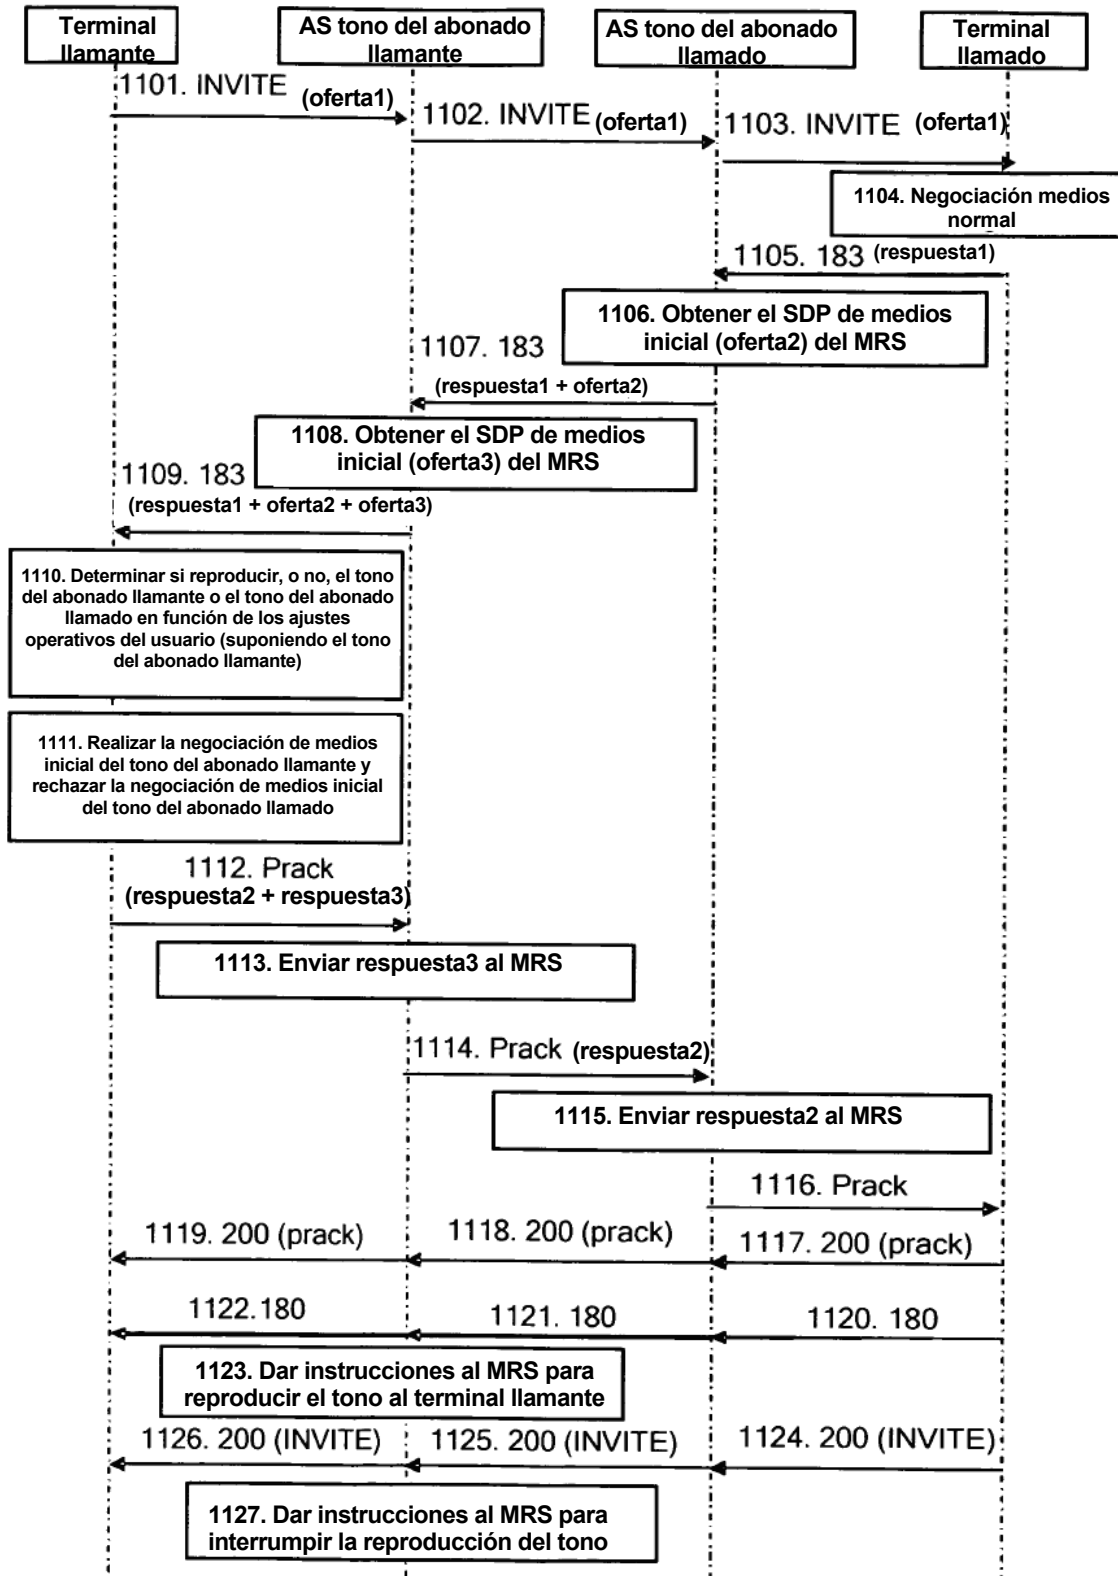 Terminal
llamante
AS tono del abonado
llamante
AS tono del abonado
llamado
Terminal
llamado
1101. INVITE (oferta1)
1102. INVITE (oferta1)
1103. INVITE (oferta1)
1104. Negociación medios
normal
1105. 183 (respuesta1)
1106. Obtener el SDP de medios
inicial (oferta2) del MRS
1107. 183
(respuesta1 + oferta2)
1108. Obtener el SDP de medios
inicial (oferta3) del MRS
1109. 183
(respuesta1 + oferta2 + oferta3)
1110. Determinar si reproducir, o no, el tono
del abonado llamante o el tono del abonado
llamado en función de los ajustes
operativos del usuario (suponiendo el tono
del abonado llamante)
1111. Realizar la negociación de medios
inicial del tono del abonado llamante y
rechazar la negociación de medios inicial
del tono del abonado llamado
1112. Prack
(respuesta2 + respuesta3)
1113. Enviar respuesta3 al MRS
1114. Prack (respuesta2)
1115. Enviar respuesta2 al MRS
1116. Prack
1119. 200 (prack)
1118. 200 (prack)
1117. 200 (prack)
1122.180
1121. 180
1120. 180
1123. Dar instrucciones al MRS para
reproducir el tono al terminal llamante
1126. 200 (INVITE)
1125. 200 (INVITE)
1124. 200 (INVITE)
1127. Dar instrucciones al MRS para
interrumpir la reproducción del tono